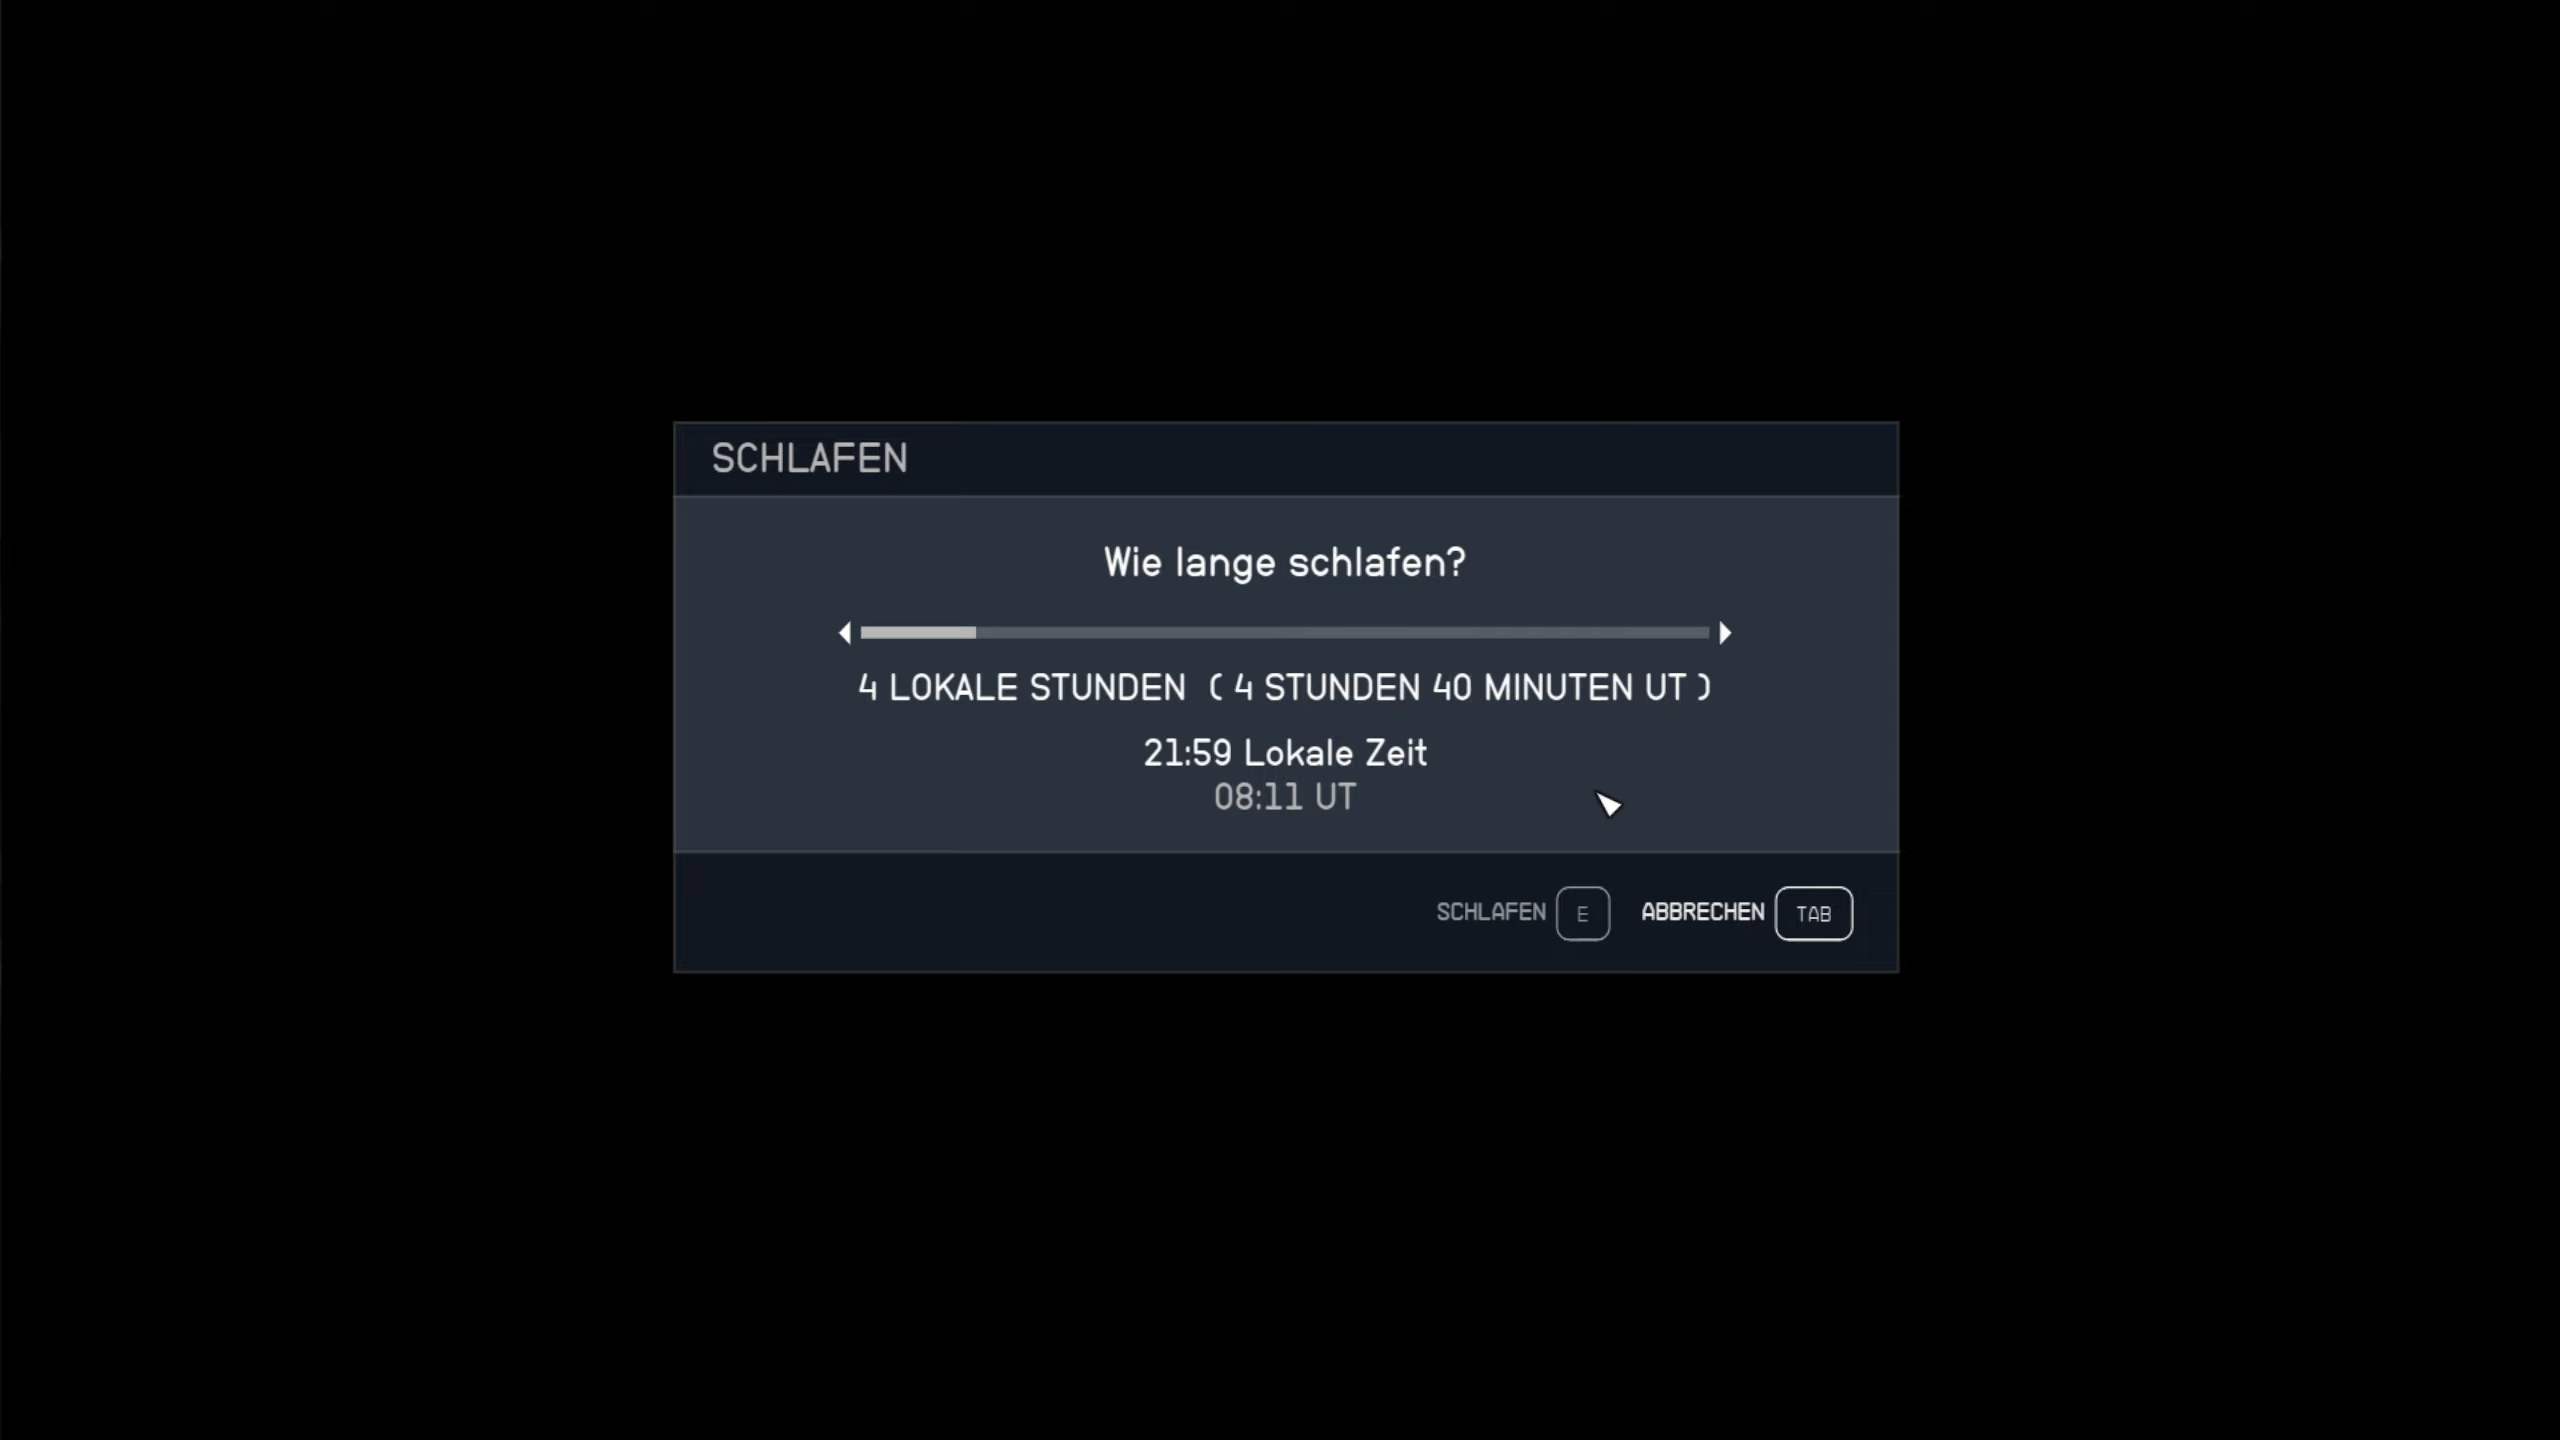 SCHLAFEN
Wie lange schlafen?
4 LOKALE STUNDEN ( 4 STUNDEN 40 MINUTEN UT )
21:59 Lokale Zeit
08:11 UT
SCHLAFEN E ABBRECHEN TAB